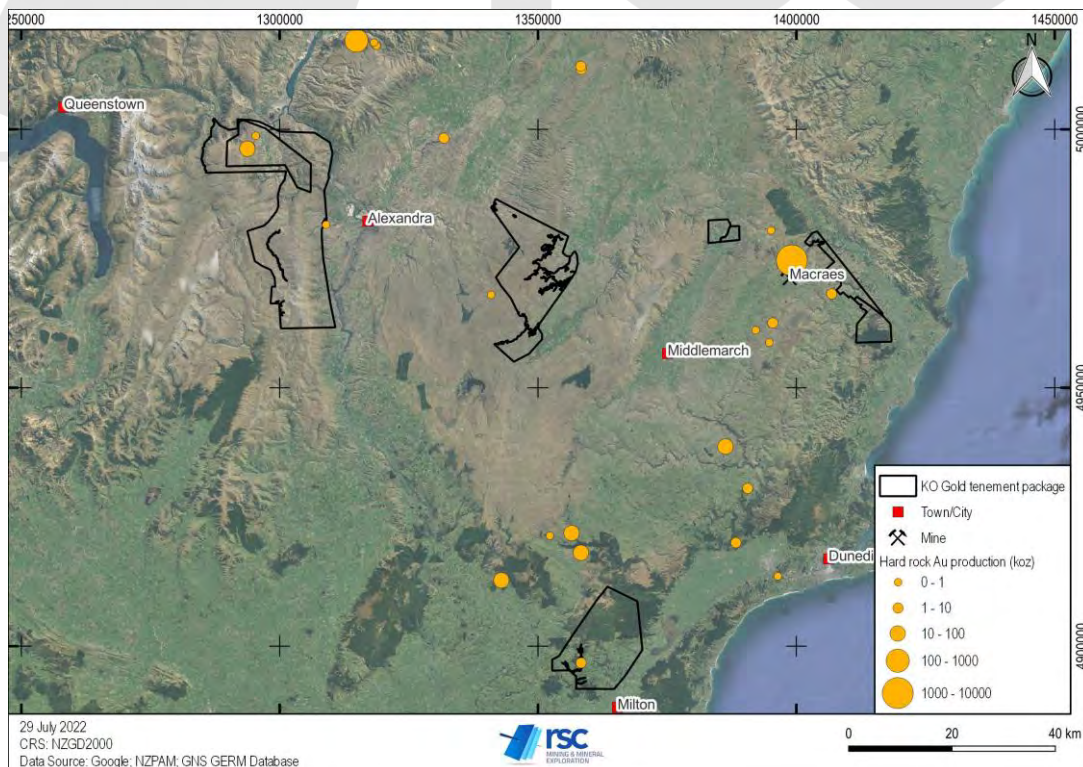 250000 1300000 1350000 1400000 1450000
N
Queenstown
5000000
Alexandra
Macraes
Middlemarch
4950000
KO Gold tenement package
Town/City
Mine
Dunedi
Hard rock Au production (koz)
0 - 1
1 - 10
10 - 100
100 - 1000
1000 - 10000
4900000
Milton
29 July 2022
CRS: NZGD2000
Data Source: Google; NZPAM; GNS GERM Database
rsc
MINING & MINERAL
EXPLORATION
0 20 40 km